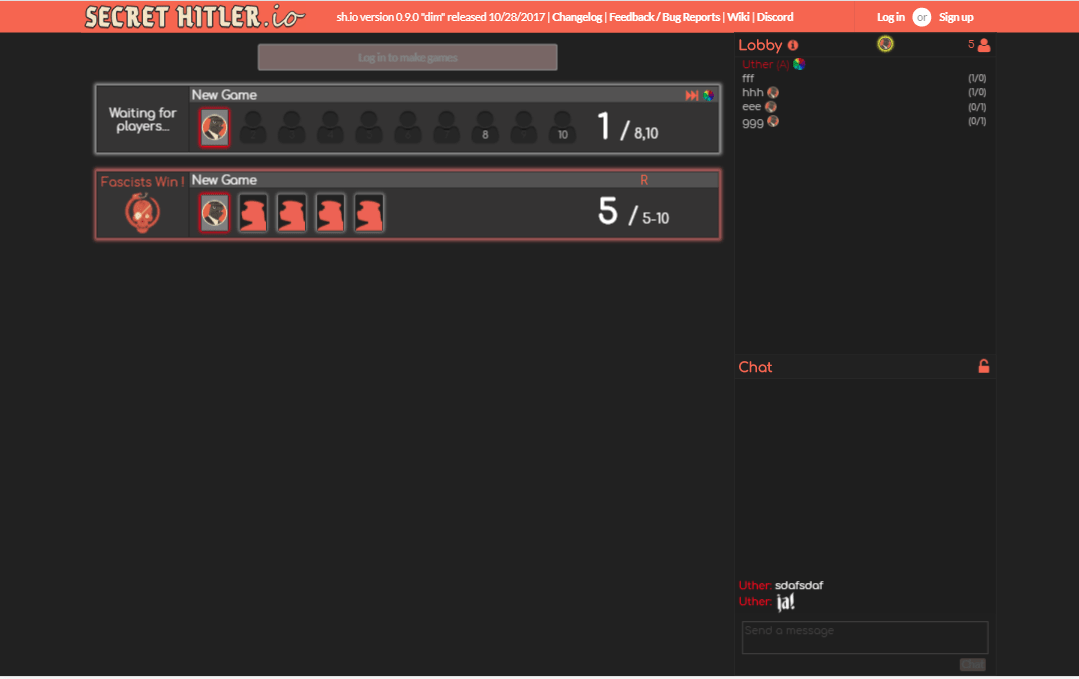 SECRET HITLER.io
sh.io version 0.9.0 "dim" released 10/28/2017 | Changelog | Feedback / Bug Reports | Wiki | Discord
Log in or Sign up
Log in to make games
Waiting for players...
New Game
8 10
1 / 8,10
Fascists Win !
New Game
R
5 / 5-10
Lobby
5
Uther (A)
fff (1/0)
hhh (1/0)
eee (0/1)
ggg (0/1)
Chat
Uther: sdafsdaf
Uther: ja!
Send a message
Chat